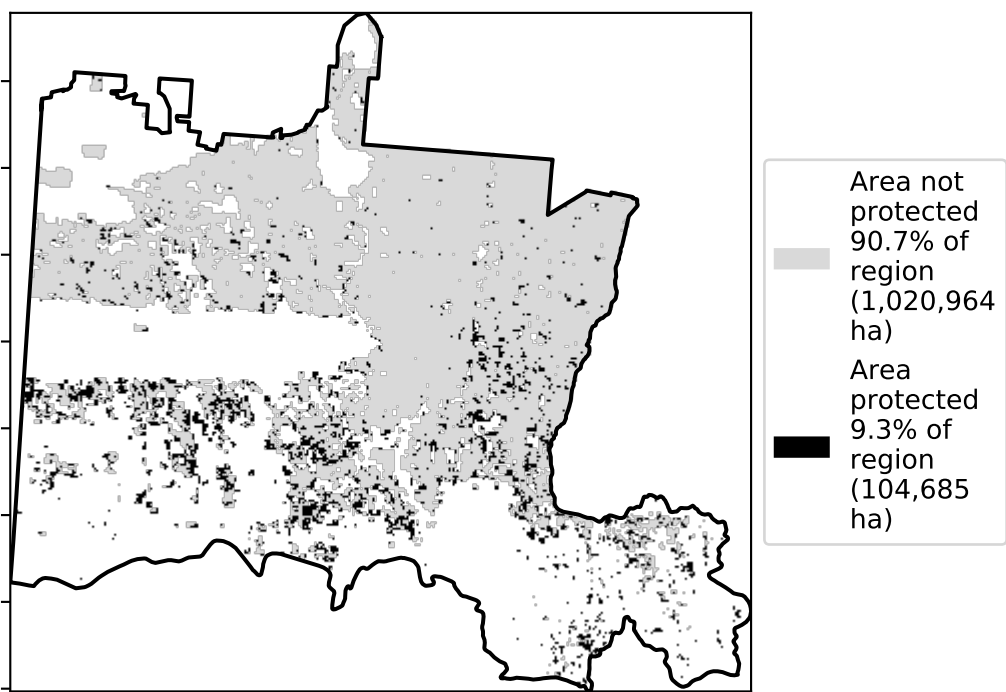 Area not
protected
90.7% of
region
(1,020,964
ha)
Area
protected
9.3% of
region
(104,685
ha)